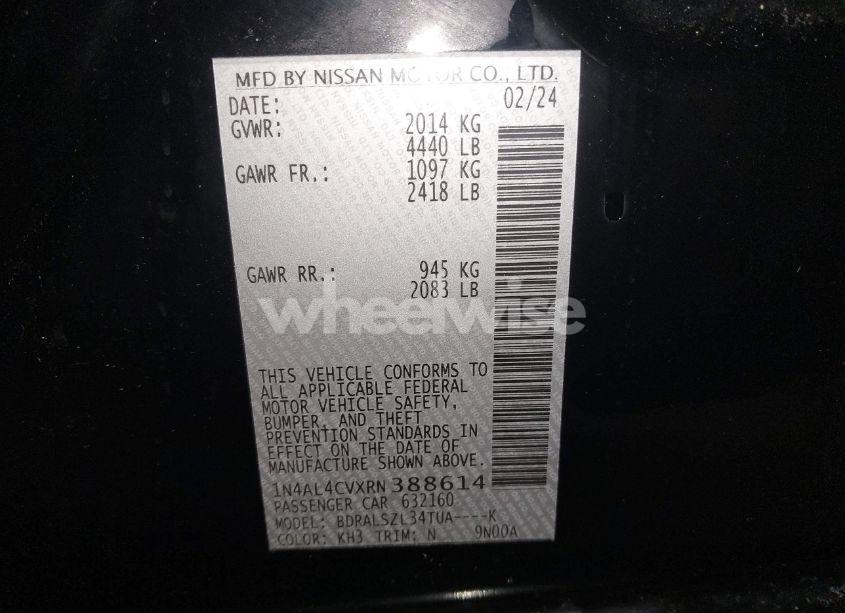 MFD BY NISSAN MOTOR CO., LTD.
DATE: 02/24
GVWR: 2014 KG
4440 LB
GAWR FR.: 1097 KG
2418 LB
GAWR RR.: 945 KG
2083 LB
wheelwise
THIS VEHICLE CONFORMS TO
ALL APPLICABLE FEDERAL
MOTOR VEHICLE SAFETY,
BUMPER, AND THEFT
PREVENTION STANDARDS IN
EFFECT ON THE DATE OF
MANUFACTURE SHOWN ABOVE.
1N4AL4CVXRN 388614
PASSENGER CAR 632160
MODEL: BDRALSZL34TUA----K
COLOR: KH3 TRIM: N 9N00A